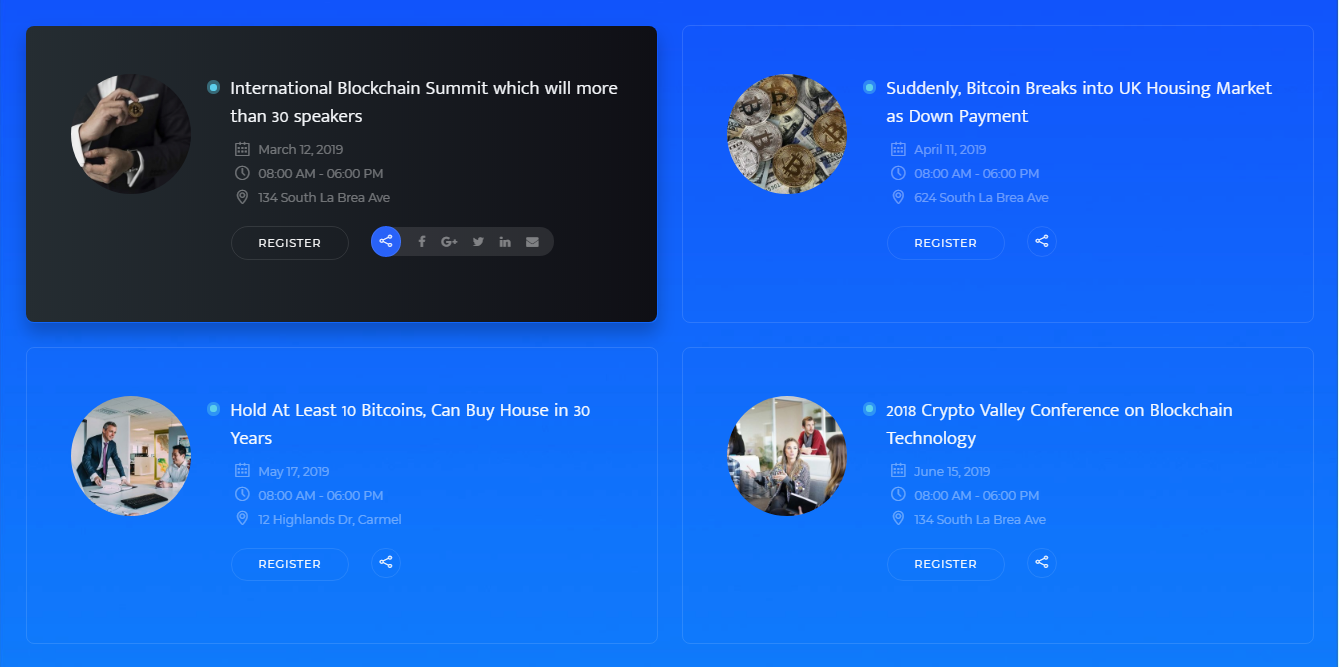 International Blockchain Summit which will more
than 30 speakers
March 12, 2019
08:00 AM - 06:00 PM
134 South La Brea Ave
REGISTER
Suddenly, Bitcoin Breaks into UK Housing Market
as Down Payment
April 11, 2019
08:00 AM - 06:00 PM
624 South La Brea Ave
REGISTER
Hold At Least 10 Bitcoins, Can Buy House in 30
Years
May 17, 2019
08:00 AM - 06:00 PM
12 Highlands Dr, Carmel
REGISTER
2018 Crypto Valley Conference on Blockchain
Technology
June 15, 2019
08:00 AM - 06:00 PM
134 South La Brea Ave
REGISTER